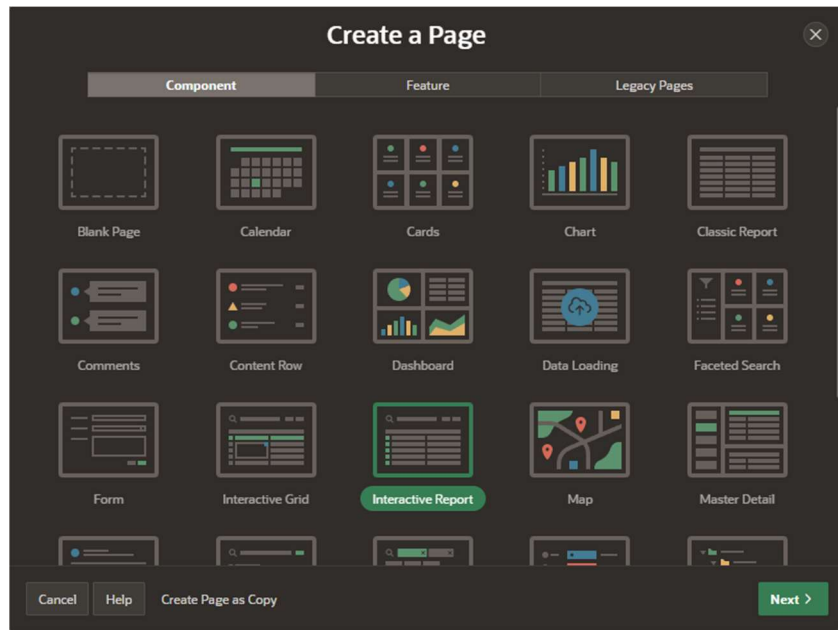 Create a Page
Component Feature Legacy Pages
Blank Page Calendar Cards Chart Classic Report
Comments Content Row Dashboard Data Loading Faceted Search
Form Interactive Grid Interactive Report Map Master Detail
Cancel Help Create Page as Copy Next